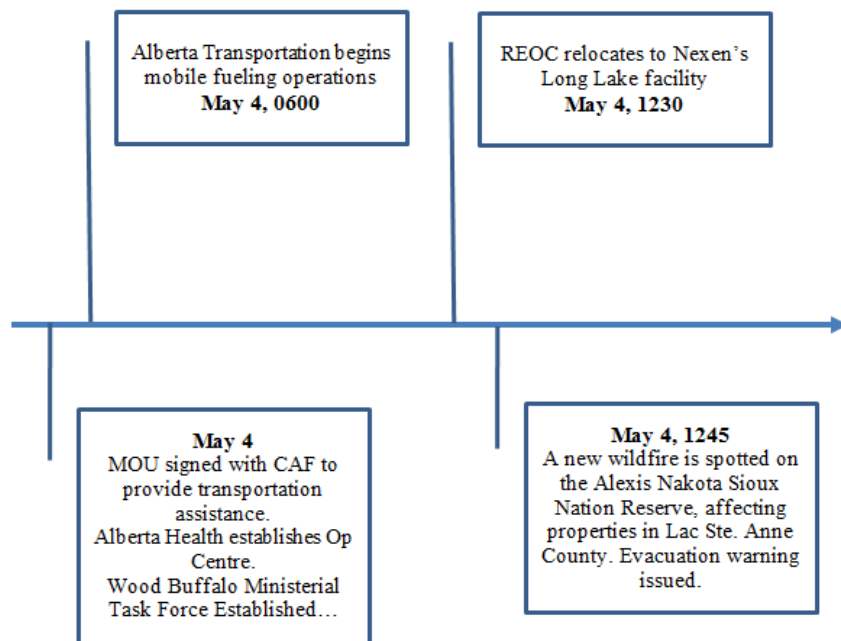 Alberta Transportation begins
mobile fueling operations
May 4, 0600
REOC relocates to Nexen’s
Long Lake facility
May 4, 1230
May 4
MOU signed with CAF to
provide transportation
assistance.
Alberta Health establishes Op
Centre.
Wood Buffalo Ministerial
Task Force Established…
May 4, 1245
A new wildfire is spotted on
the Alexis Nakota Sioux
Nation Reserve, affecting
properties in Lac Ste. Anne
County. Evacuation warning
issued.